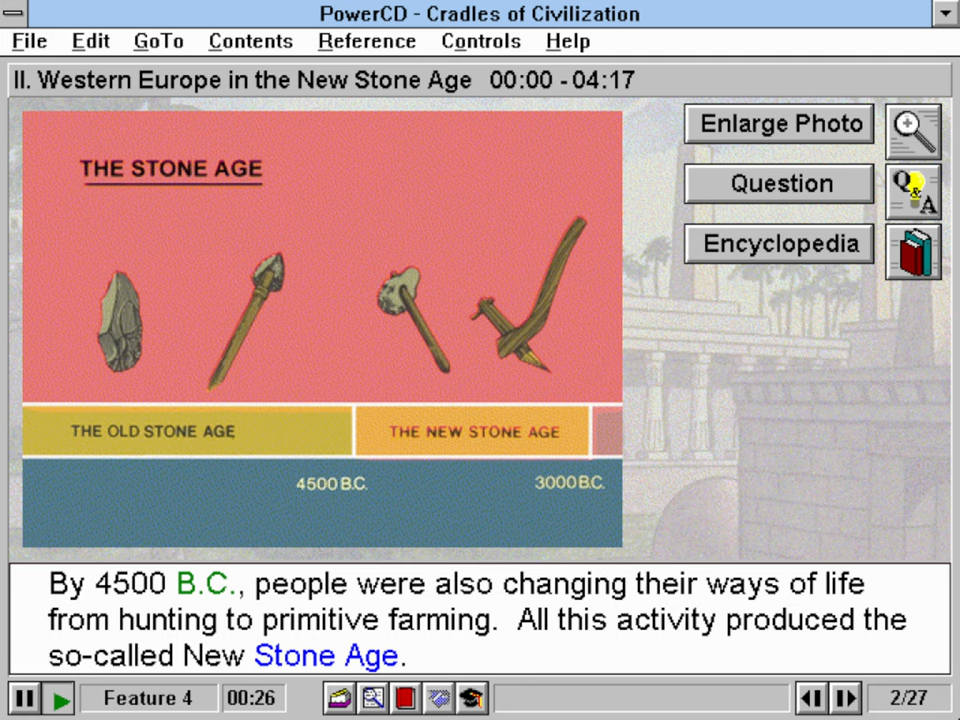 PowerCD - Cradles of Civilization
File Edit GoTo Contents Reference Controls Help
II. Western Europe in the New Stone Age 00:00 - 04:17
Enlarge Photo
Question
Q & A
Encyclopedia
THE STONE AGE
THE OLD STONE AGE
THE NEW STONE AGE
4500 B.C.
3000 B.C.
By 4500 B.C., people were also changing their ways of life
from hunting to primitive farming. All this activity produced the
so-called New Stone Age.
Feature 4 00:26 2/27